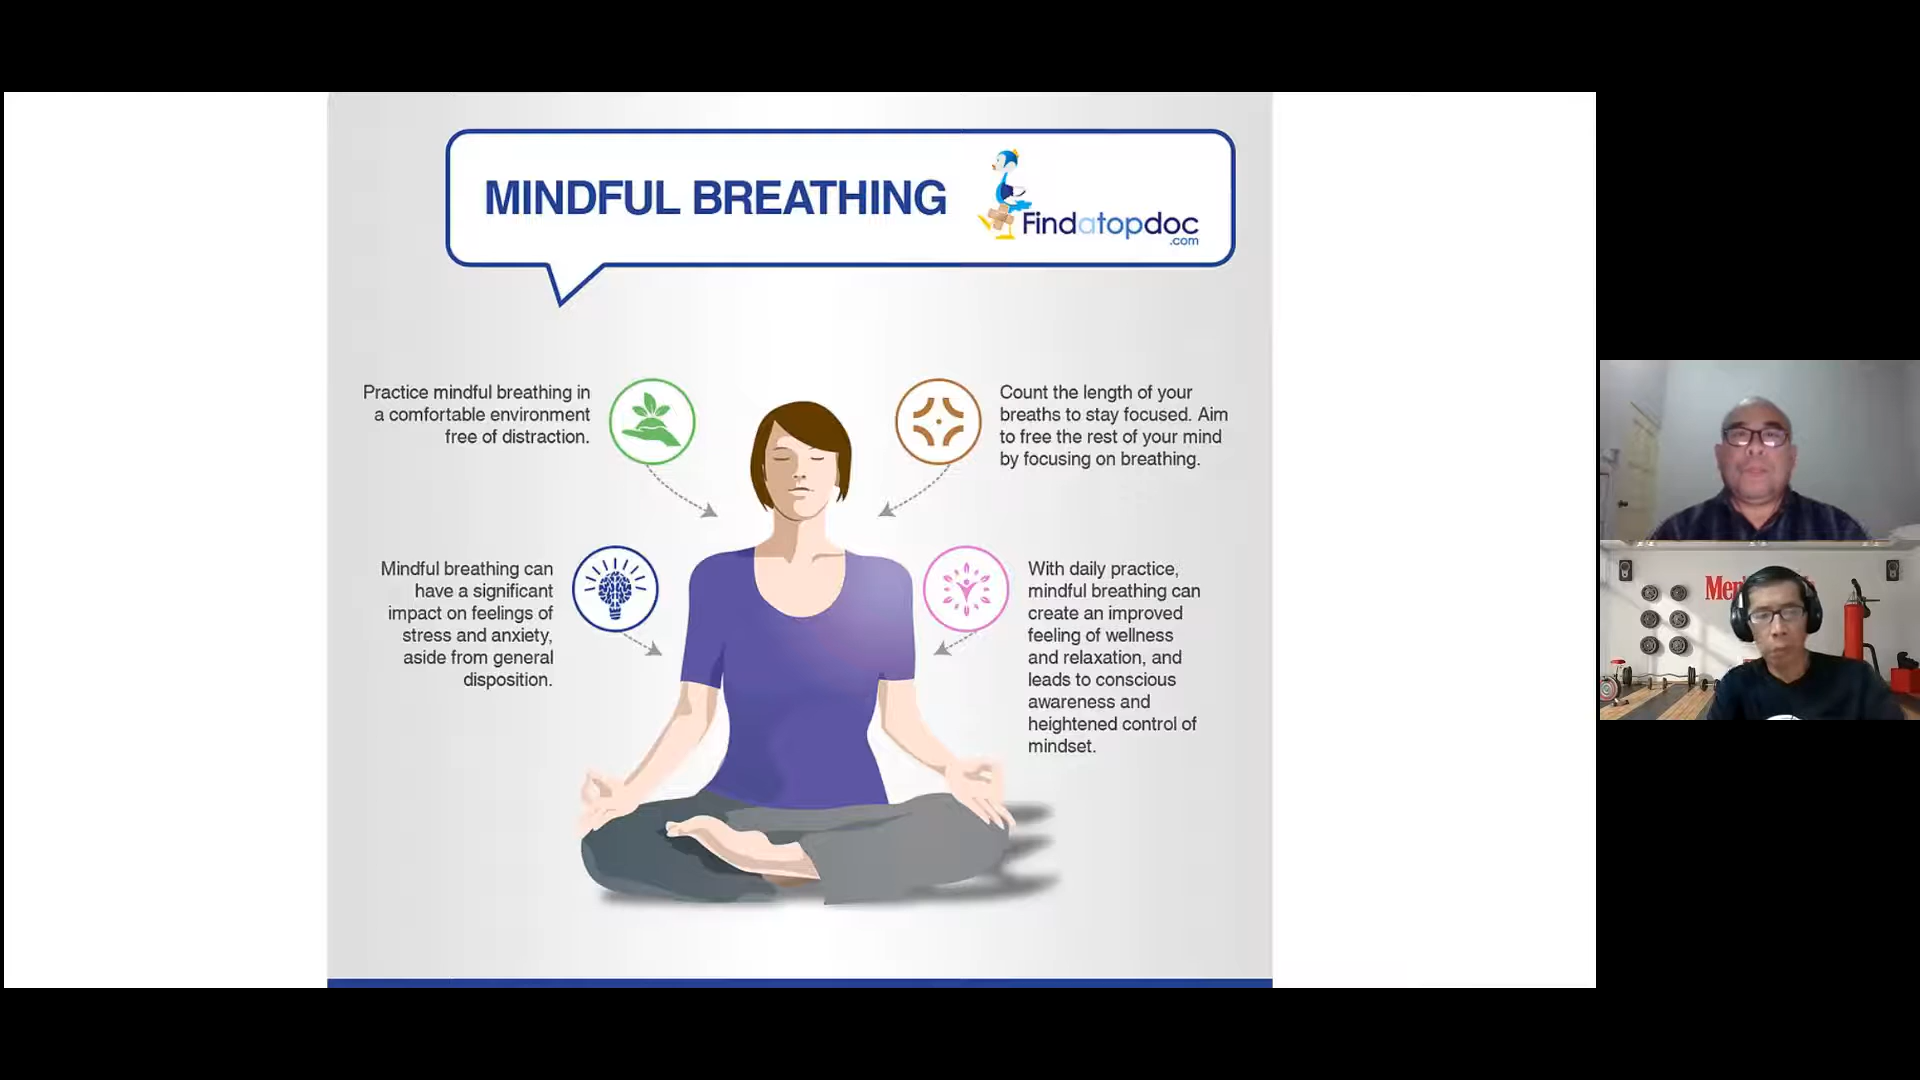 MINDFUL BREATHING
Findatopdoc
.com
Practice mindful breathing in
a comfortable environment
free of distraction.
Count the length of your
breaths to stay focused. Aim
to free the rest of your mind
by focusing on breathing.
Mindful breathing can
have a significant
impact on feelings of
stress and anxiety,
aside from general
disposition.
With daily practice,
mindful breathing can
create an improved
feeling of wellness
and relaxation, and
leads to conscious
awareness and
heightened control of
mindset.